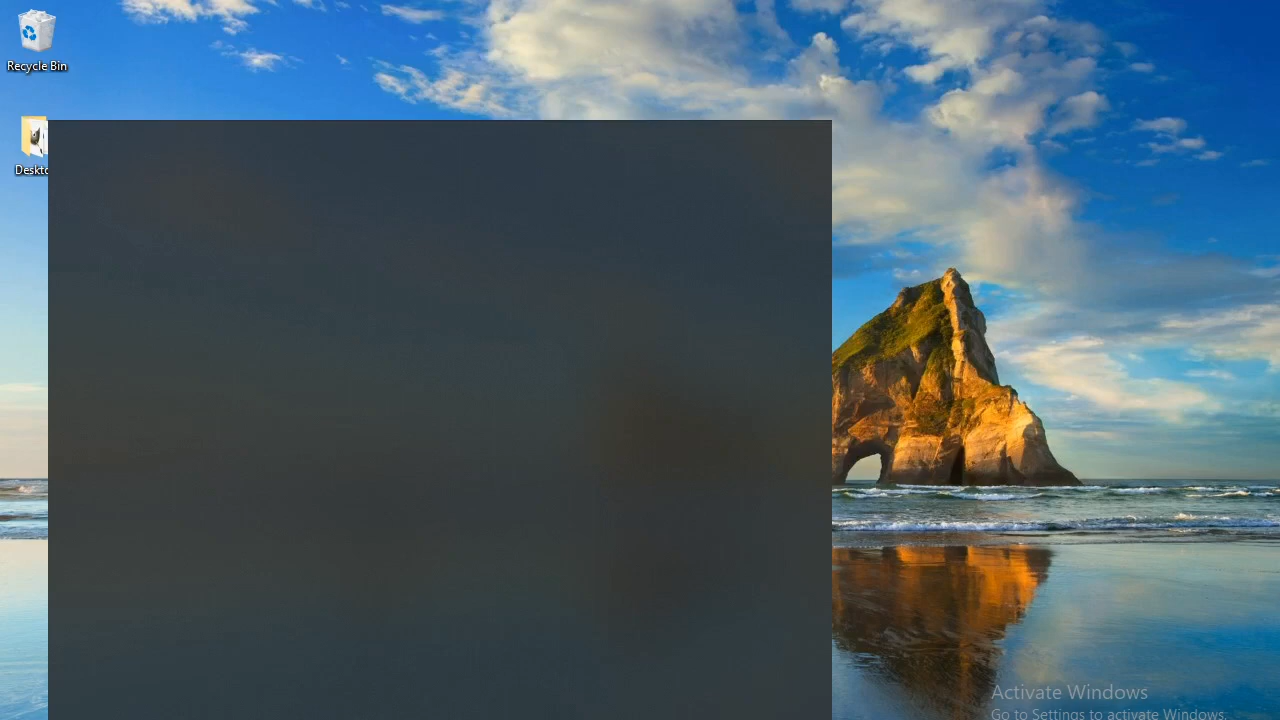 Recycle Bin
Deskto
Activate Windows
Go to Settings to activate Windows.